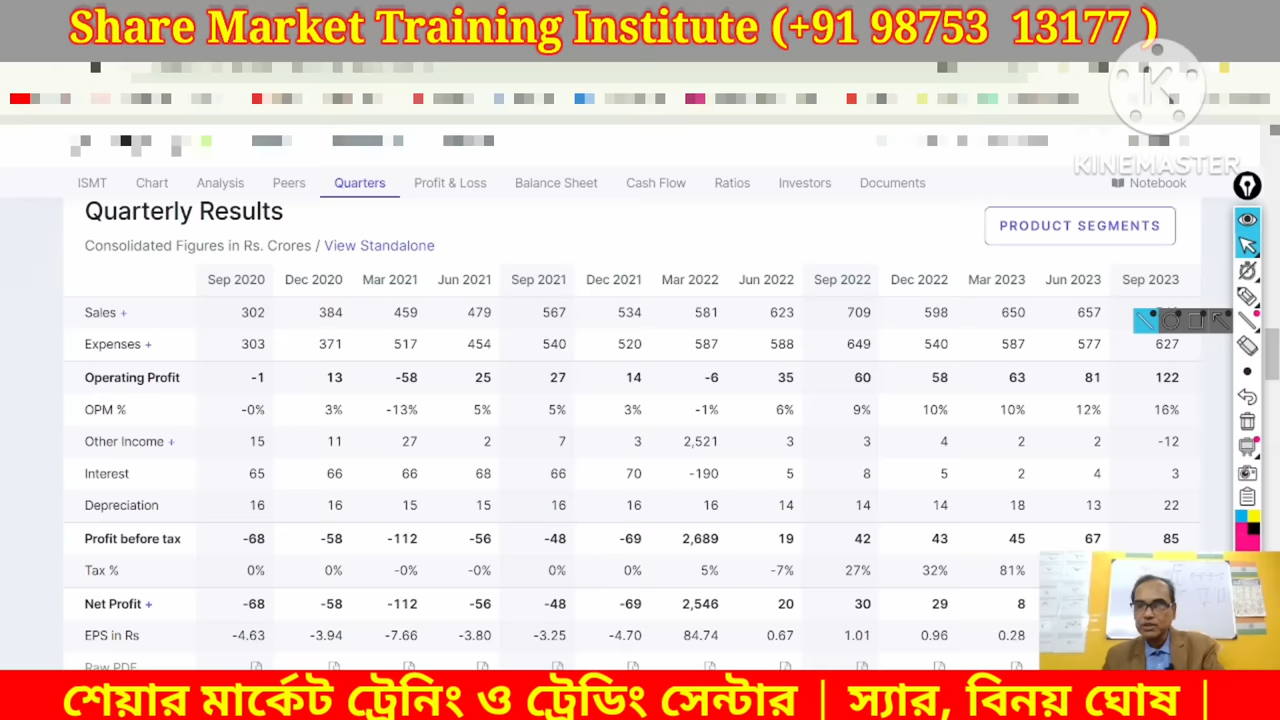 Share Market Training Institute (+91 98753 13177 )
KINEMASTER
ISMT Chart Analysis Peers Quarters Profit & Loss Balance Sheet Cash Flow Ratios Investors Documents Notebook
Quarterly Results
PRODUCT SEGMENTS
Consolidated Figures in Rs. Crores / View Standalone
Sep 2020 Dec 2020 Mar 2021 Jun 2021 Sep 2021 Dec 2021 Mar 2022 Jun 2022 Sep 2022 Dec 2022 Mar 2023 Jun 2023 Sep 2023
Sales + 302 384 459 479 567 534 581 623 709 598 650 657
Expenses + 303 371 517 454 540 520 587 588 649 540 587 577 627
Operating Profit -1 13 -58 25 27 14 -6 35 60 58 63 81 122
OPM % -0% 3% -13% 5% 5% 3% -1% 6% 9% 10% 10% 12% 16%
Other Income + 15 11 27 2 7 3 2,521 3 3 4 2 2 -12
Interest 65 66 66 68 66 70 -190 5 8 5 2 4 3
Depreciation 16 16 15 15 16 16 16 14 14 14 18 13 22
Profit before tax -68 -58 -112 -56 -48 -69 2,689 19 42 43 45 67 85
Tax % 0% 0% -0% -0% 0% 0% 5% -7% 27% 32% 81%
Net Profit + -68 -58 -112 -56 -48 -69 2,546 20 30 29 8
EPS in Rs -4.63 -3.94 -7.66 -3.80 -3.25 -4.70 84.74 0.67 1.01 0.96 0.28
Raw PDF
শেয়ার মার্কেট ট্রেনিং ও ট্রেডিং সেন্টার | স্যার, বিনয় ঘোষ |